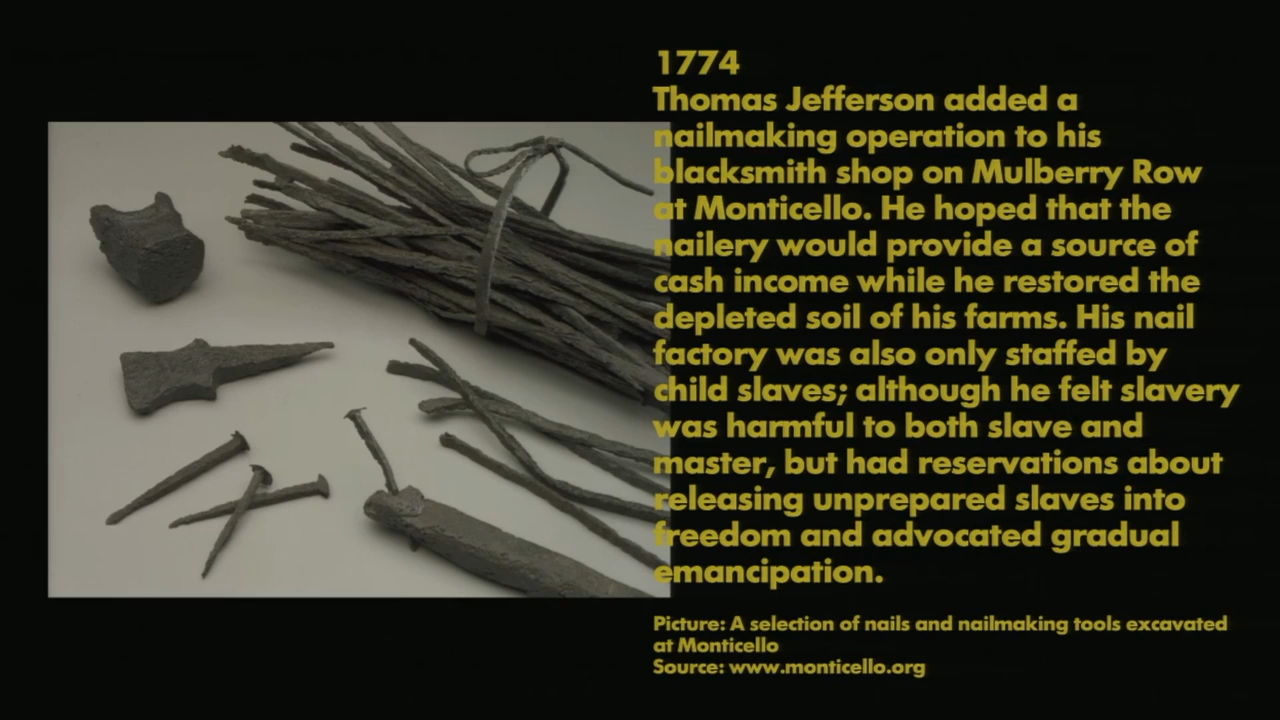 1774
Thomas Jefferson added a
nailmaking operation to his
blacksmith shop on Mulberry Row
at Monticello. He hoped that the
nailery would provide a source of
cash income while he restored the
depleted soil of his farms. His nail
factory was also only staffed by
child slaves; although he felt slavery
was harmful to both slave and
master, but had reservations about
releasing unprepared slaves into
freedom and advocated gradual
emancipation.
Picture: A selection of nails and nailmaking tools excavated
at Monticello
Source: www.monticello.org